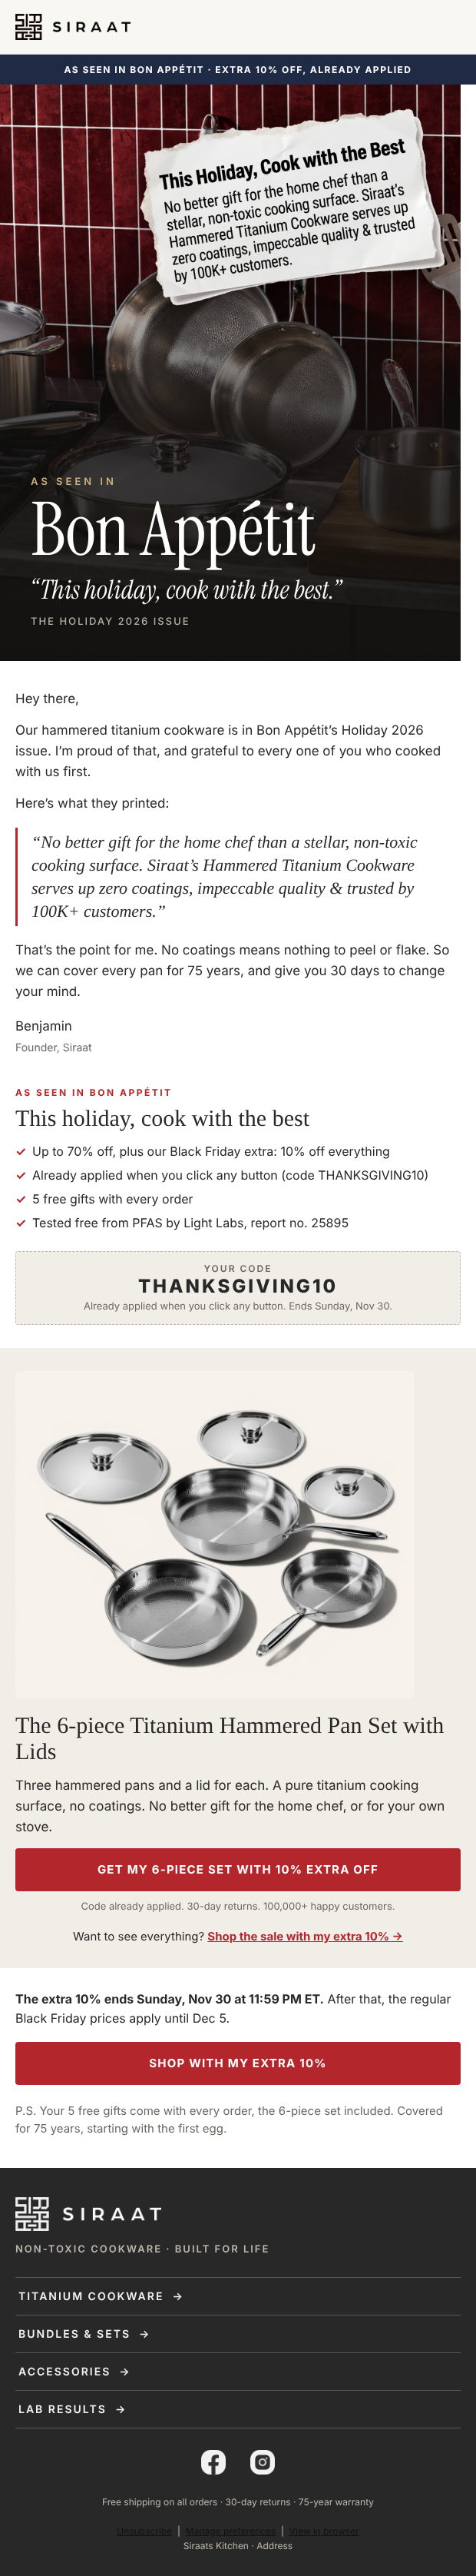 SIRAAT
AS SEEN IN BON APPÉTIT · EXTRA 10% OFF, ALREADY APPLIED
This Holiday, Cook with the Best
No better gift for the home chef than a
stellar, non-toxic cooking surface. Siraat's
Hammered Titanium Cookware serves up
zero coatings, impeccable quality & trusted
by 100K+ customers.
AS SEEN IN
Bon Appétit
“This holiday, cook with the best.”
THE HOLIDAY 2026 ISSUE
Hey there,
Our hammered titanium cookware is in Bon Appétit’s Holiday 2026
issue. I’m proud of that, and grateful to every one of you who cooked
with us first.
Here’s what they printed:
“No better gift for the home chef than a stellar, non-toxic
cooking surface. Siraat’s Hammered Titanium Cookware
serves up zero coatings, impeccable quality & trusted by
100K+ customers.”
That’s the point for me. No coatings means nothing to peel or flake. So
we can cover every pan for 75 years, and give you 30 days to change
your mind.
Benjamin
Founder, Siraat
AS SEEN IN BON APPÉTIT
This holiday, cook with the best
✓ Up to 70% off, plus our Black Friday extra: 10% off everything
✓ Already applied when you click any button (code THANKSGIVING10)
✓ 5 free gifts with every order
✓ Tested free from PFAS by Light Labs, report no. 25895
YOUR CODE
THANKSGIVING10
Already applied when you click any button. Ends Sunday, Nov 30.
The 6-piece Titanium Hammered Pan Set with
Lids
Three hammered pans and a lid for each. A pure titanium cooking
surface, no coatings. No better gift for the home chef, or for your own
stove.
GET MY 6-PIECE SET WITH 10% EXTRA OFF
Code already applied. 30-day returns. 100,000+ happy customers.
Want to see everything? Shop the sale with my extra 10% →
The extra 10% ends Sunday, Nov 30 at 11:59 PM ET. After that, the regular
Black Friday prices apply until Dec 5.
SHOP WITH MY EXTRA 10%
P.S. Your 5 free gifts come with every order, the 6-piece set included. Covered
for 75 years, starting with the first egg.
SIRAAT
NON-TOXIC COOKWARE · BUILT FOR LIFE
TITANIUM COOKWARE →
BUNDLES & SETS →
ACCESSORIES →
LAB RESULTS →
Free shipping on all orders · 30-day returns · 75-year warranty
Unsubscribe | Manage preferences | View in browser
Siraats Kitchen · Address